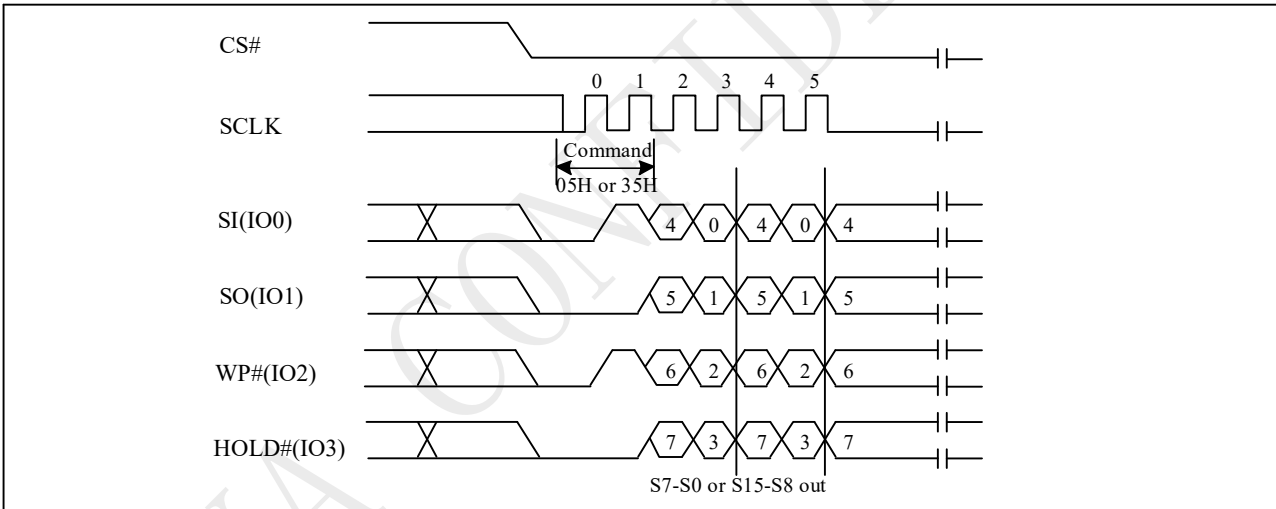 CS#
0 1 2 3 4 5
SCLK
Command
05H or 35H
SI(IO0)
4 0 4 0 4
SO(IO1)
5 1 5 1 5
WP#(IO2)
6 2 6 2 6
HOLD#(IO3)
7 3 7 3 7
S7-S0 or S15-S8 out